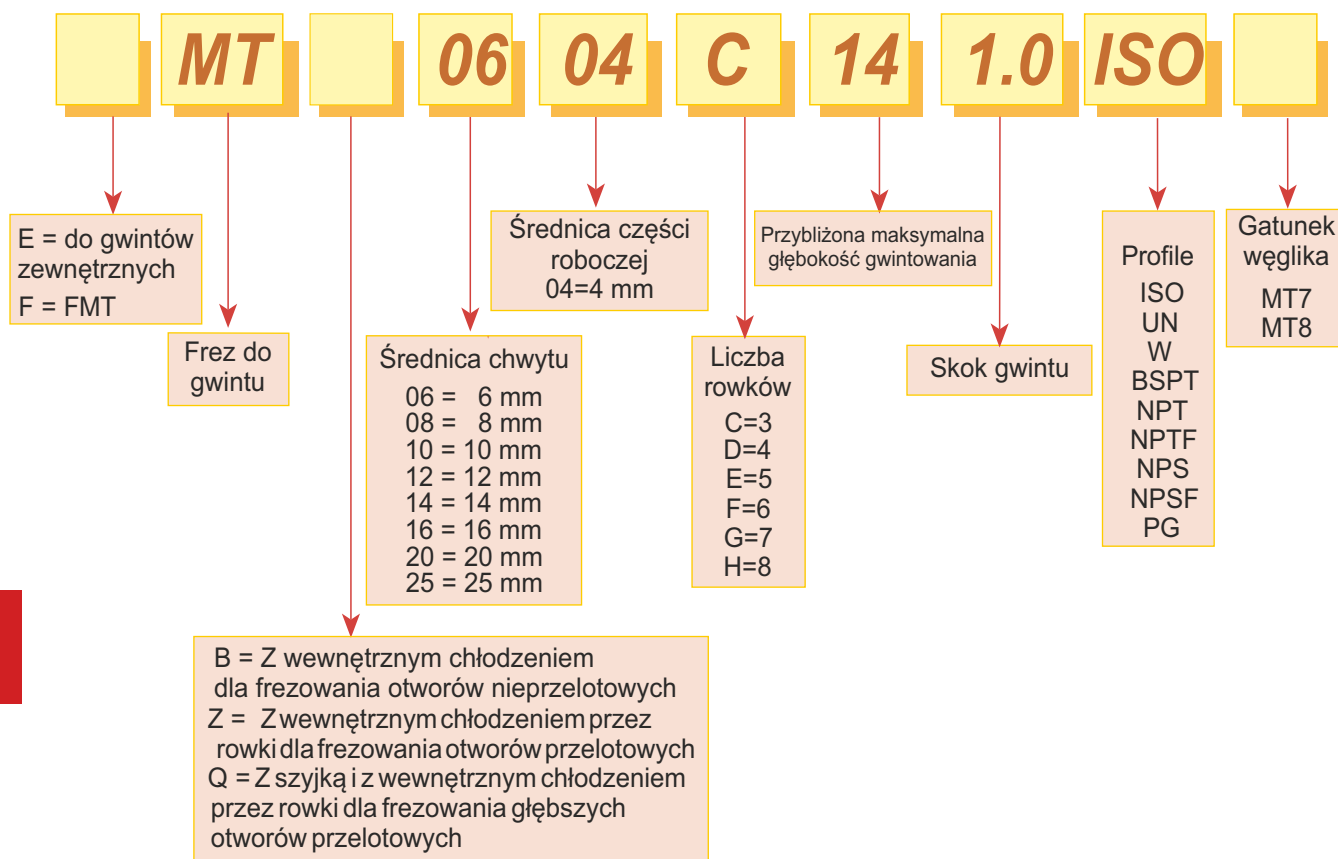 MT 06 04 C 14 1.0 ISO
E = do gwintów
zewnętrznych
F = FMT
Frez do
gwintu
B = Z wewnętrznym chłodzeniem
dla frezowania otworów nieprzelotowych
Z = Z wewnętrznym chłodzeniem przez
rowki dla frezowania otworów przelotowych
Q = Z szyjką i z wewnętrznym chłodzeniem
przez rowki dla frezowania głębszych
otworów przelotowych
Średnica chwytu
06 = 6 mm
08 = 8 mm
10 = 10 mm
12 = 12 mm
14 = 14 mm
16 = 16 mm
20 = 20 mm
25 = 25 mm
Średnica części
roboczej
04=4 mm
Liczba
rowków
C=3
D=4
E=5
F=6
G=7
H=8
Przybliżona maksymalna
głębokość gwintowania
Skok gwintu
Profile
ISO
UN
W
BSPT
NPT
NPTF
NPS
NPSF
PG
Gatunek
węglika
MT7
MT8